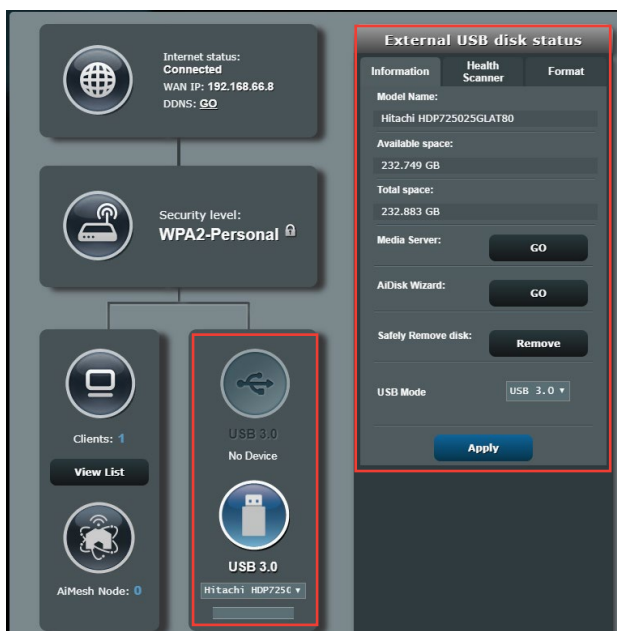 Internet status:
Connected
WAN IP: 192.168.66.8
DDNS: GO
Security level:
WPA2-Personal
Clients: 1
View List
AiMesh Node: 0
USB 3.0
No Device
USB 3.0
Hitachi HDP725C
External USB disk status
Information
Health
Scanner
Format
Model Name:
Hitachi HDP725025GLAT80
Available space:
232.749 GB
Total space:
232.883 GB
Media Server:
GO
AiDisk Wizard:
GO
Safely Remove disk:
Remove
USB Mode
USB 3.0
Apply